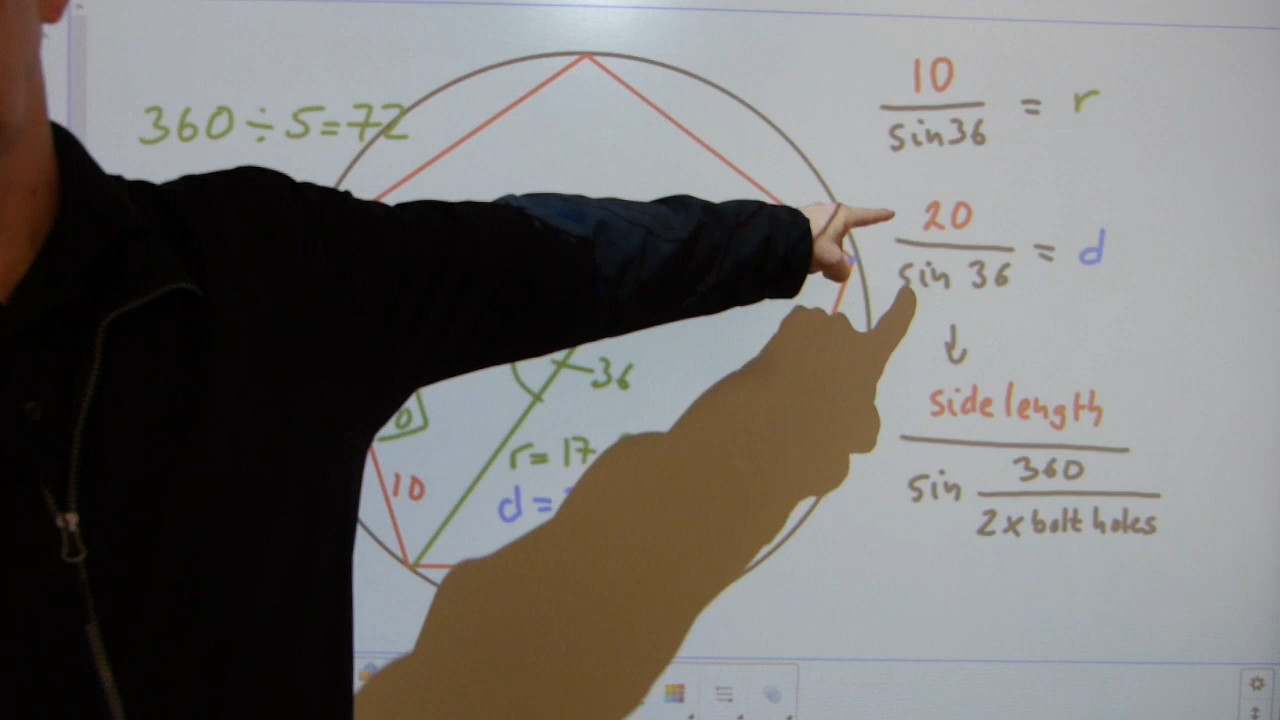 360 ÷ 5 = 72
36
10
r = 17
d =
10
sin36
= r
20
sin 36
= d
↓
side length
sin
360
2 x bolt holes